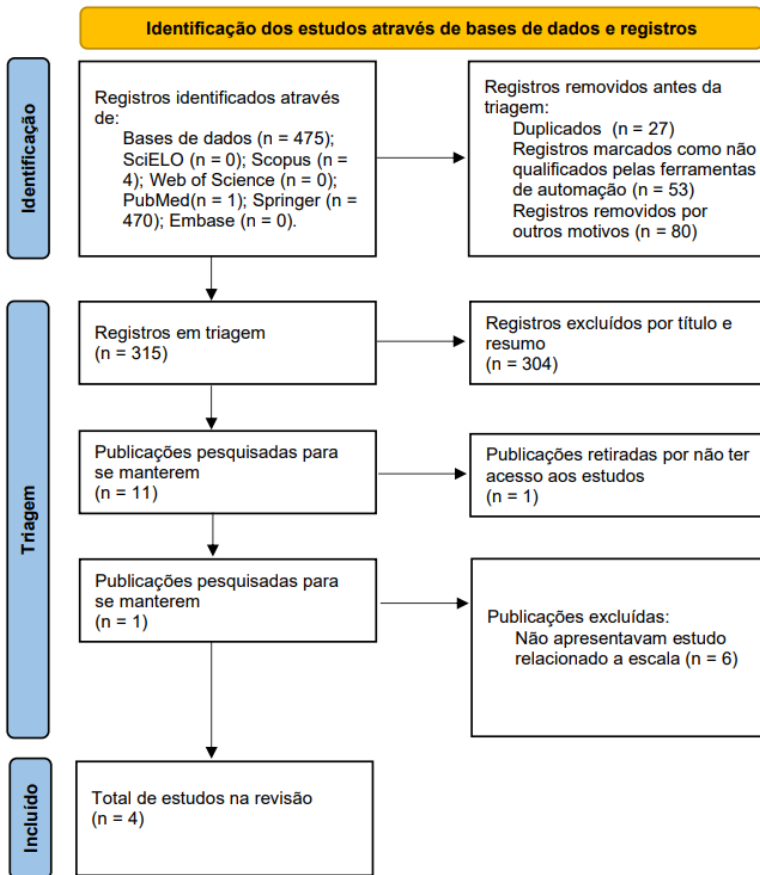 Identificação dos estudos através de bases de dados e registros
Identificação
Registros identificados através
de:
Bases de dados (n = 475);
SciELO (n = 0); Scopus (n =
4); Web of Science (n = 0);
PubMed(n = 1); Springer (n =
470); Embase (n = 0).
Registros removidos antes da
triagem:
Duplicados (n = 27)
Registros marcados como não
qualificados pelas ferramentas
de automação (n = 53)
Registros removidos por
outros motivos (n = 80)
Triagem
Registros em triagem
(n = 315)
Registros excluídos por título e
resumo
(n = 304)
Publicações pesquisadas para
se manterem
(n = 11)
Publicações retiradas por não ter
acesso aos estudos
(n = 1)
Publicações pesquisadas para
se manterem
(n = 1)
Publicações excluídas:
Não apresentavam estudo
relacionado a escala (n = 6)
Incluído
Total de estudos na revisão
(n = 4)